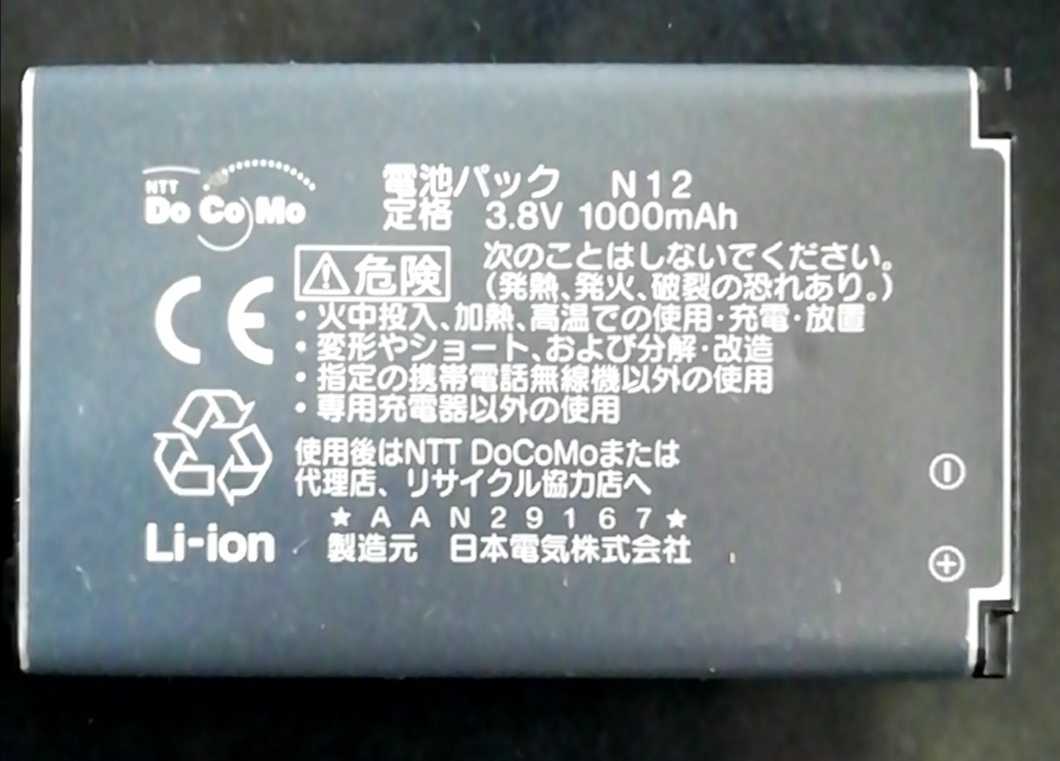 NTT
DoCoMo
電池パック N12
定格 3.8V 1000mAh
⚠危険
次のことはしないでください。
(発熱、発火、破裂の恐れあり。)
・火中投入、加熱、高温での使用・充電・放置
・変形やショート、および分解・改造
・指定の携帯電話無線機以外の使用
・専用充電器以外の使用
使用後はNTT DoCoMoまたは
代理店、リサイクル協力店へ
★AAN29167★
Li-ion
製造元 日本電気株式会社
CE